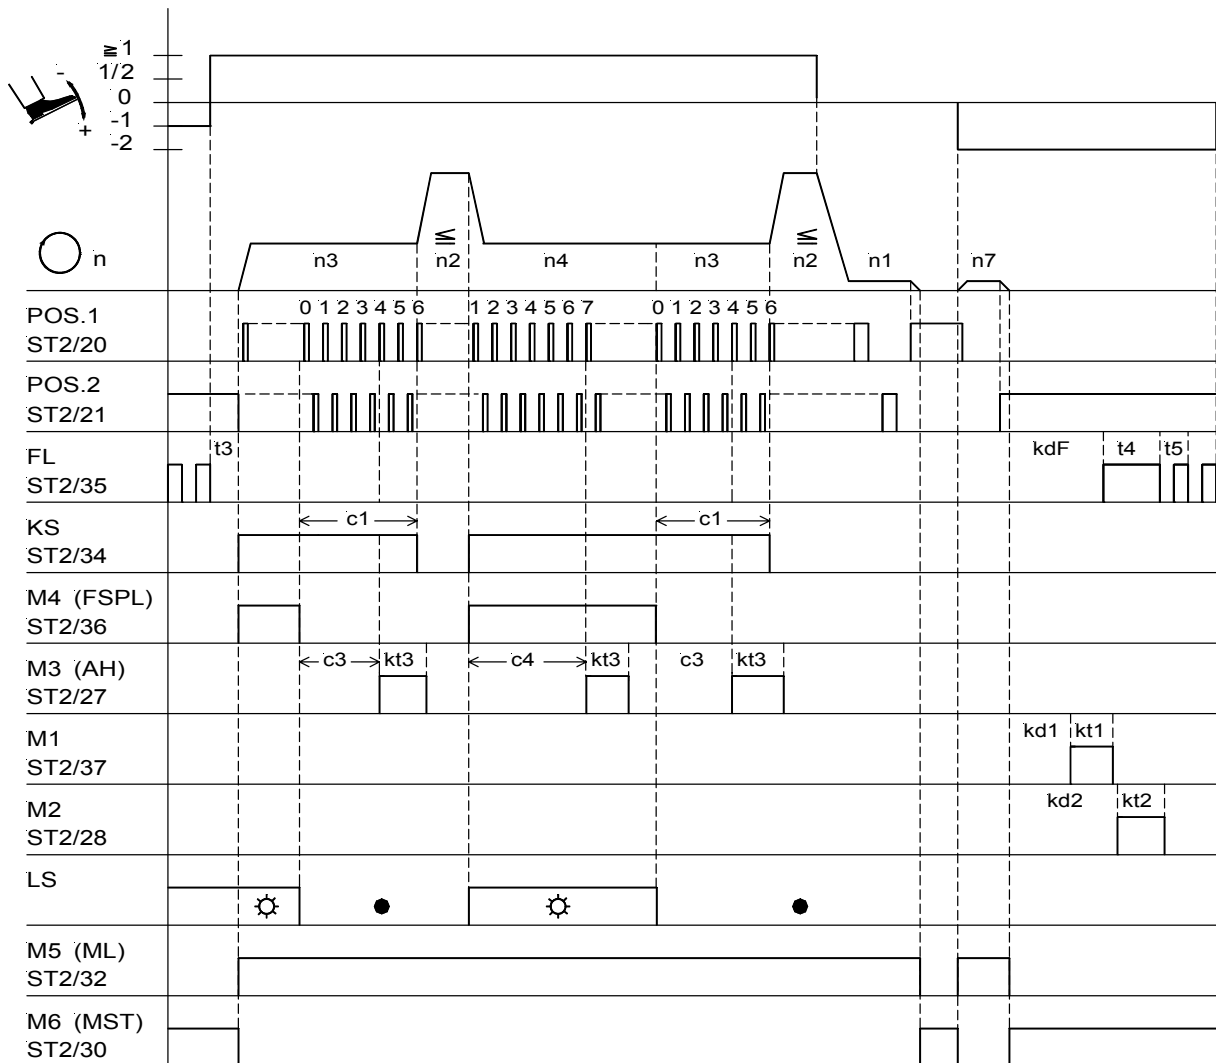 ≧1
1/2
-
0
-1
+
-2
≦ ≦
n n3 n2 n4 n3 n2 n1 n7
POS.1 0 1 2 3 4 5 6 1 2 3 4 5 6 7 0 1 2 3 4 5 6
ST2/20
POS.2
ST2/21
FL t3 kdF t4 t5
ST2/35
KS c1 c1
ST2/34
M4 (FSPL)
ST2/36
M3 (AH) c3 kt3 c4 kt3 c3 kt3
ST2/27
M1 kd1 kt1
ST2/37
M2 kd2 kt2
ST2/28
LS
M5 (ML)
ST2/32
M6 (MST)
ST2/30